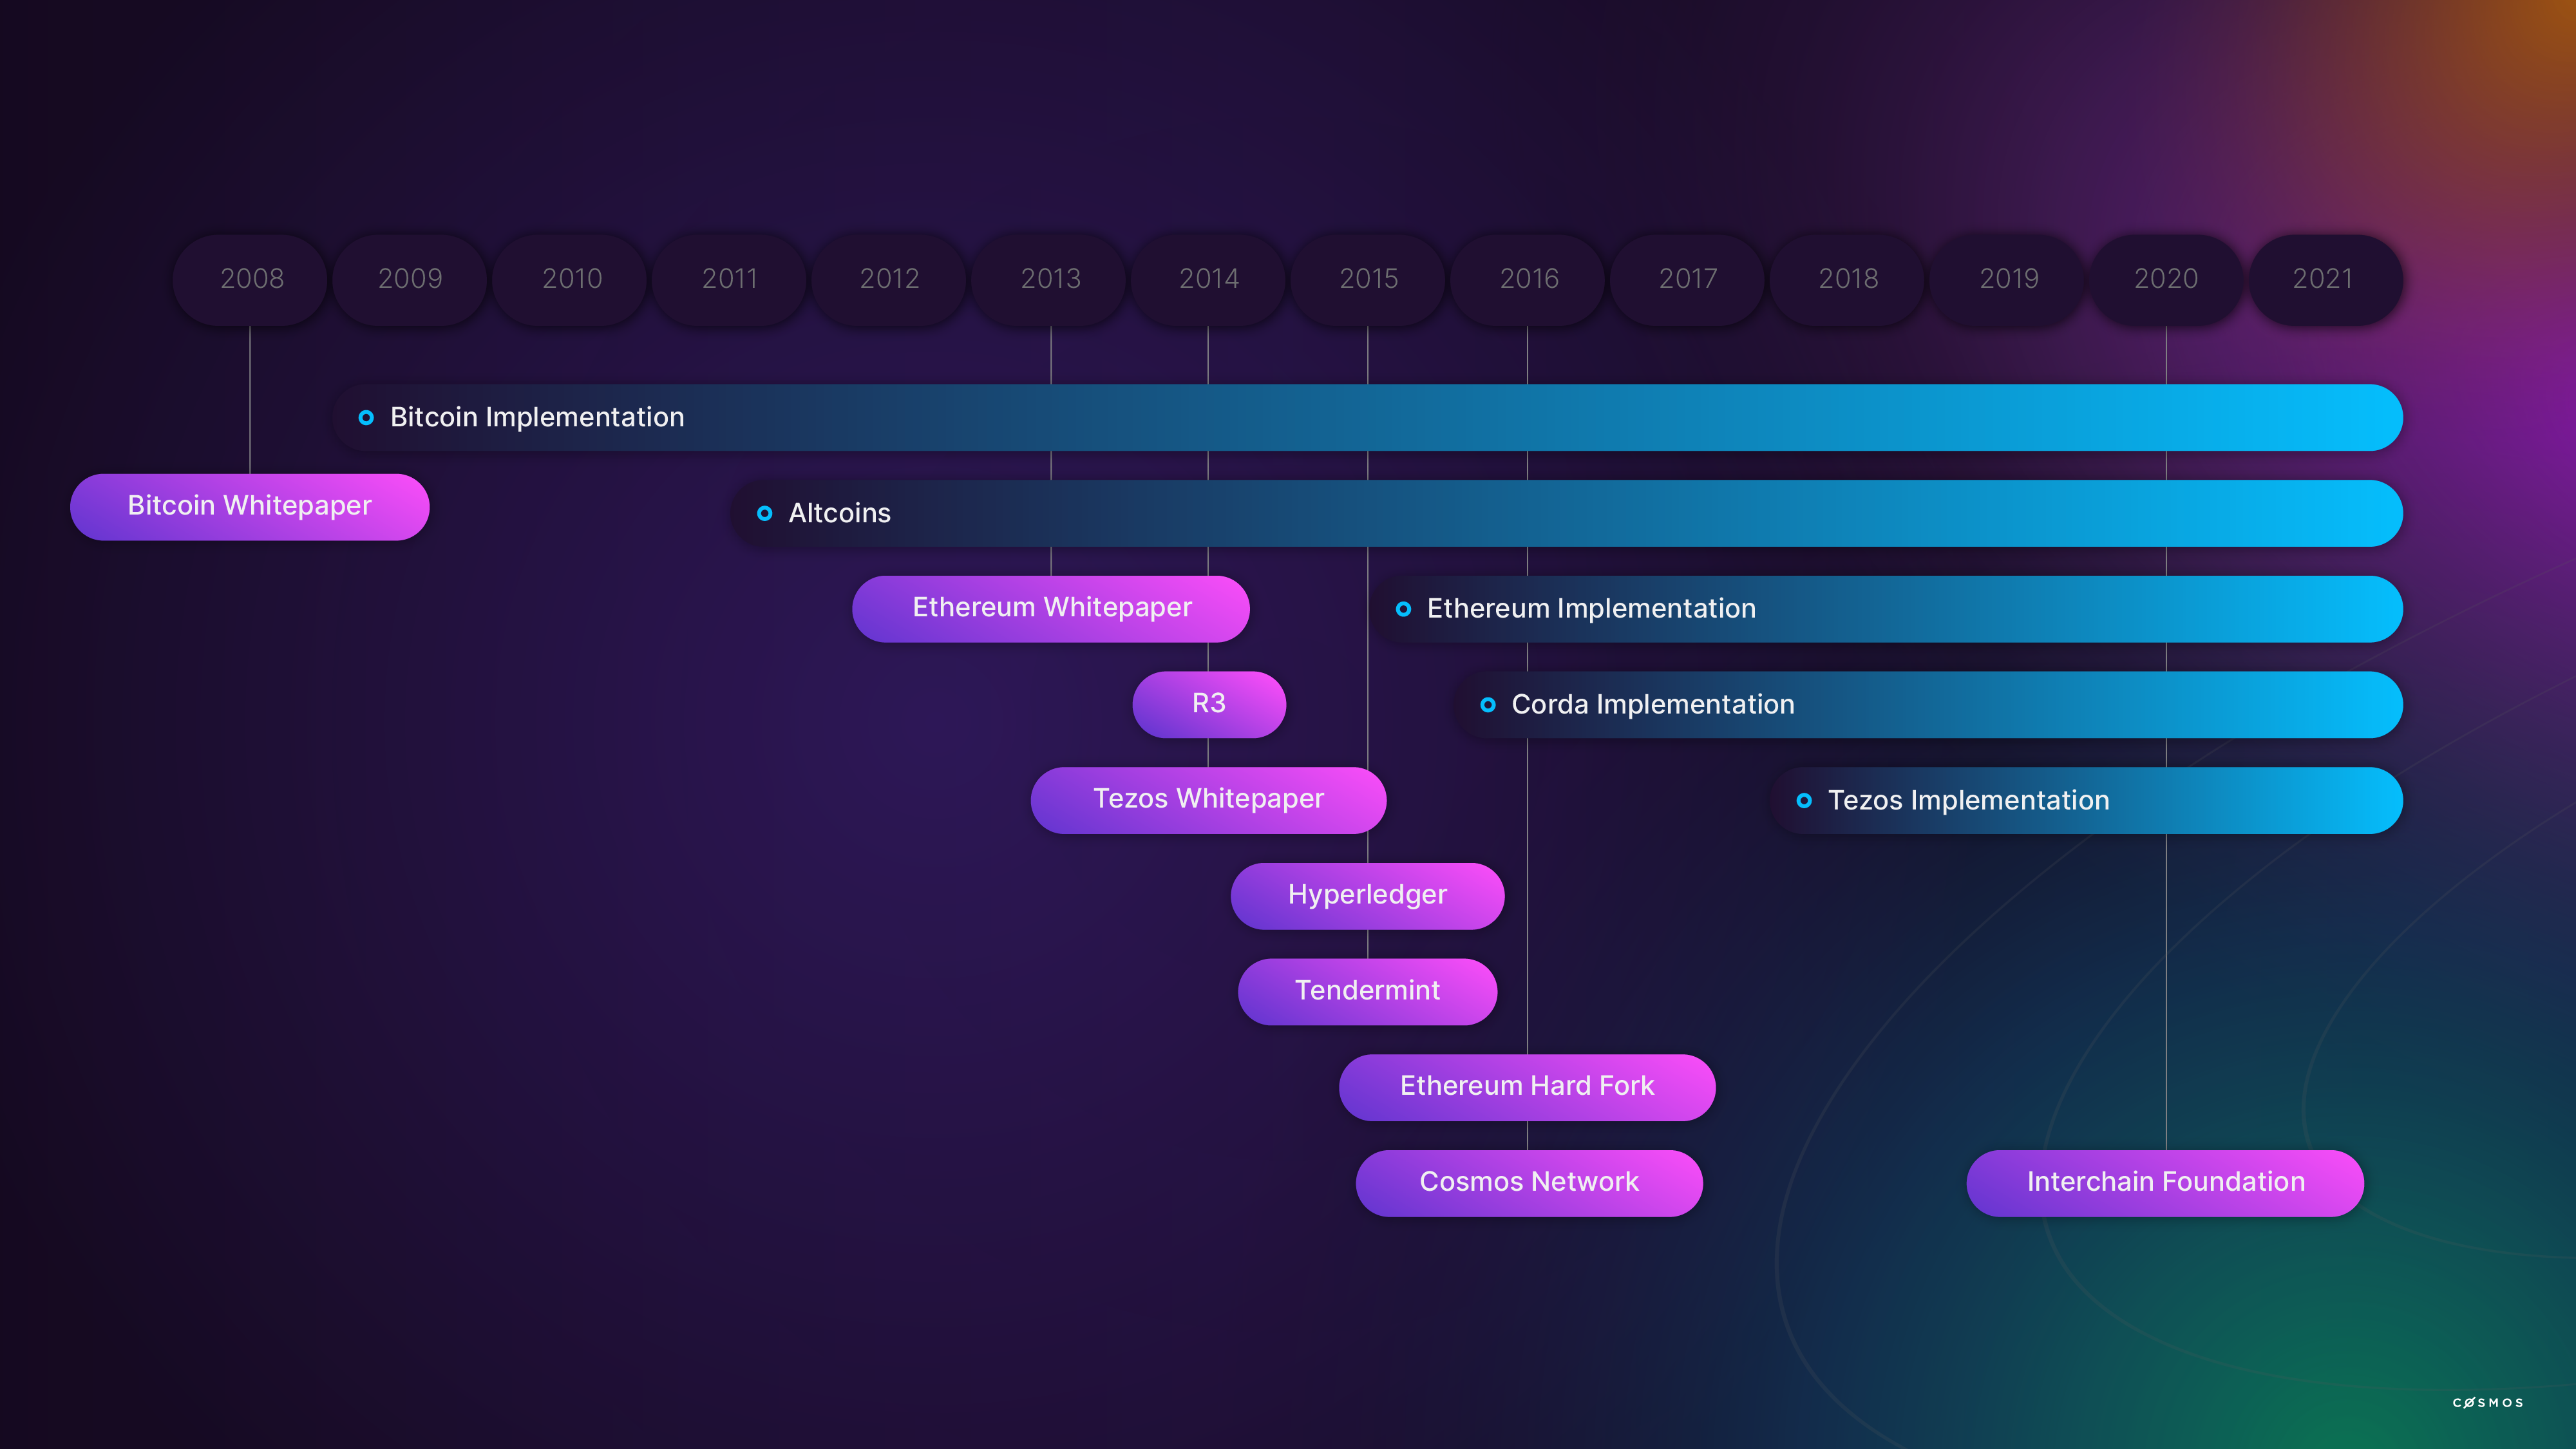 2008 2009 2010 2011 2012 2013 2014 2015 2016 2017 2018 2019 2020 2021
Bitcoin Implementation
Bitcoin Whitepaper
Altcoins
Ethereum Whitepaper
Ethereum Implementation
R3
Corda Implementation
Tezos Whitepaper
Tezos Implementation
Hyperledger
Tendermint
Ethereum Hard Fork
Cosmos Network
Interchain Foundation
COSMOS